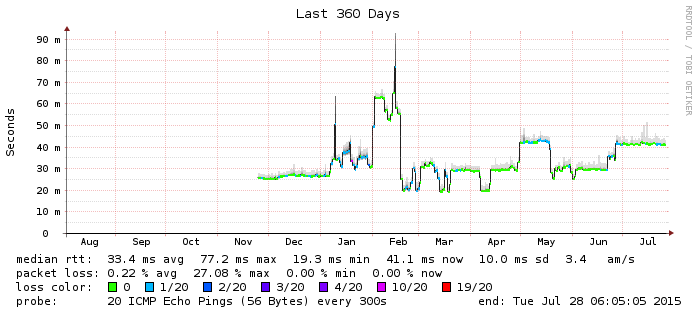 Last 360 Days
RRDTOOL / TOBI OETIKER
Seconds
90 m
80 m
70 m
60 m
50 m
40 m
30 m
20 m
10 m
0
Aug Sep Oct Nov Dec Jan Feb Mar Apr May Jun Jul
median rtt: 33.4 ms avg 77.2 ms max 19.3 ms min 41.1 ms now 10.0 ms sd 3.4 am/s
packet loss: 0.22 % avg 27.08 % max 0.00 % min 0.00 % now
loss color: 0 1/20 2/20 3/20 4/20 10/20 19/20
probe: 20 ICMP Echo Pings (56 Bytes) every 300s end: Tue Jul 28 06:05:05 2015